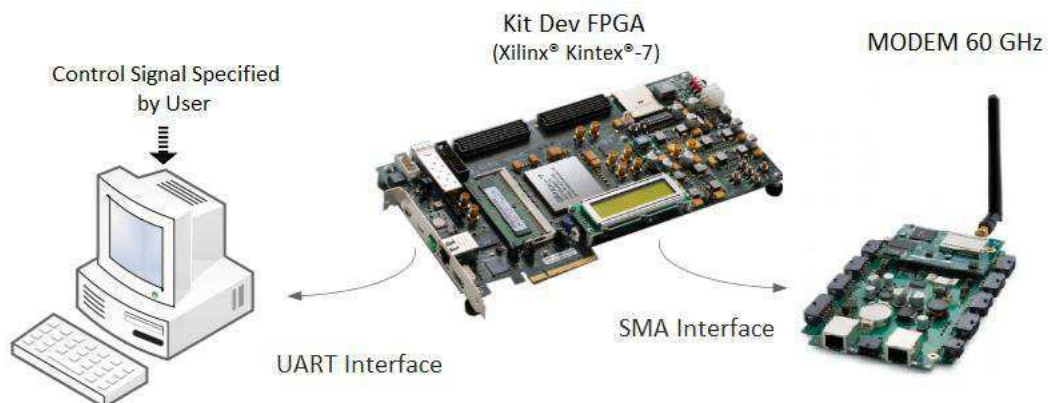 Kit Dev FPGA
(Xilinx® Kintex®-7)
MODEM 60 GHz
Control Signal Specified
by User
SMA Interface
UART Interface